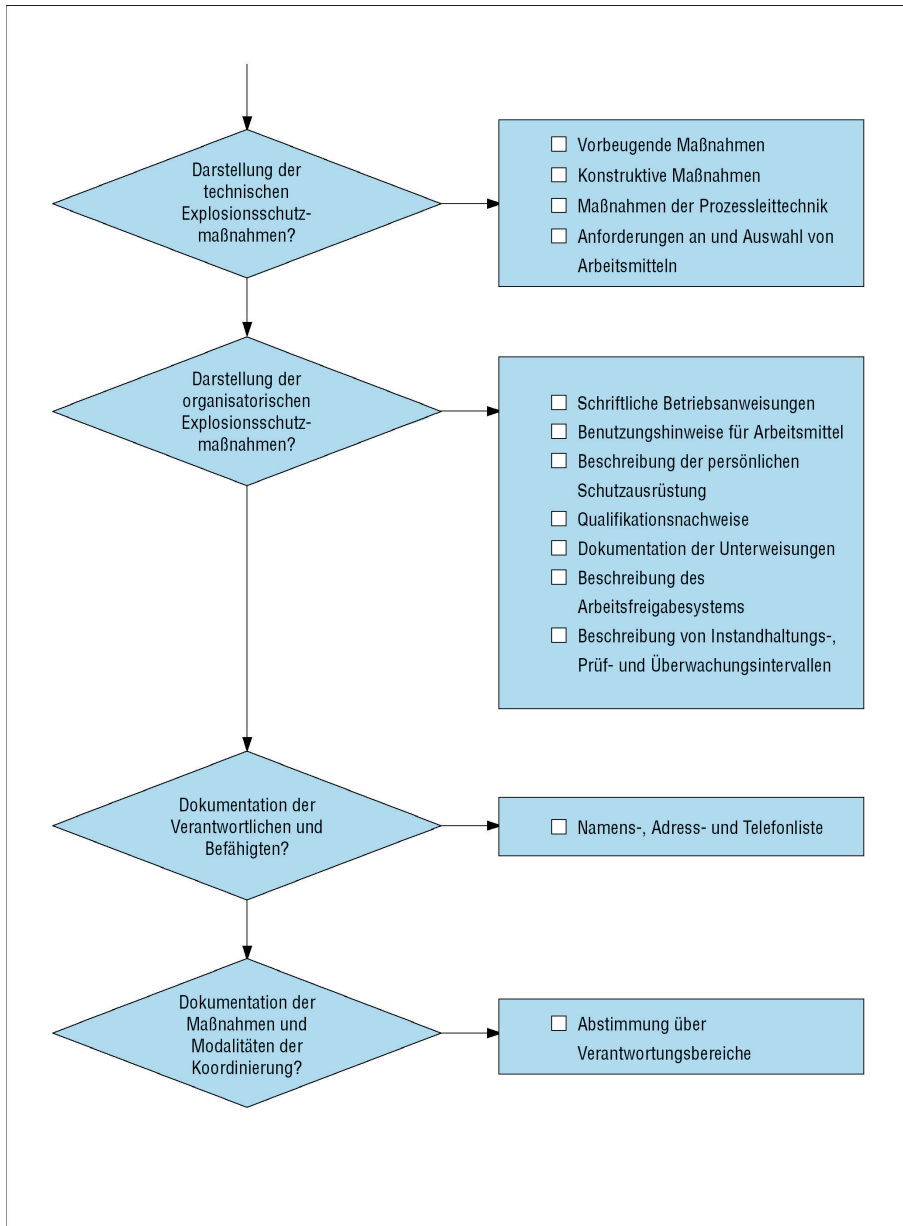 Darstellung der
technischen
Explosionsschutz-
maßnahmen?
☐ Vorbeugende Maßnahmen
☐ Konstruktive Maßnahmen
☐ Maßnahmen der Prozessleittechnik
☐ Anforderungen an und Auswahl von
Arbeitsmitteln
Darstellung der
organisatorischen
Explosionsschutz-
maßnahmen?
☐ Schriftliche Betriebsanweisungen
☐ Benutzungshinweise für Arbeitsmittel
☐ Beschreibung der persönlichen
Schutzausrüstung
☐ Qualifikationsnachweise
☐ Dokumentation der Unterweisungen
☐ Beschreibung des
Arbeitsfreigabesystems
☐ Beschreibung von Instandhaltungs-,
Prüf- und Überwachungsintervallen
Dokumentation der
Verantwortlichen und
Befähigten?
☐ Namens-, Adress- und Telefonliste
Dokumentation der
Maßnahmen und
Modalitäten der
Koordinierung?
☐ Abstimmung über
Verantwortungsbereiche